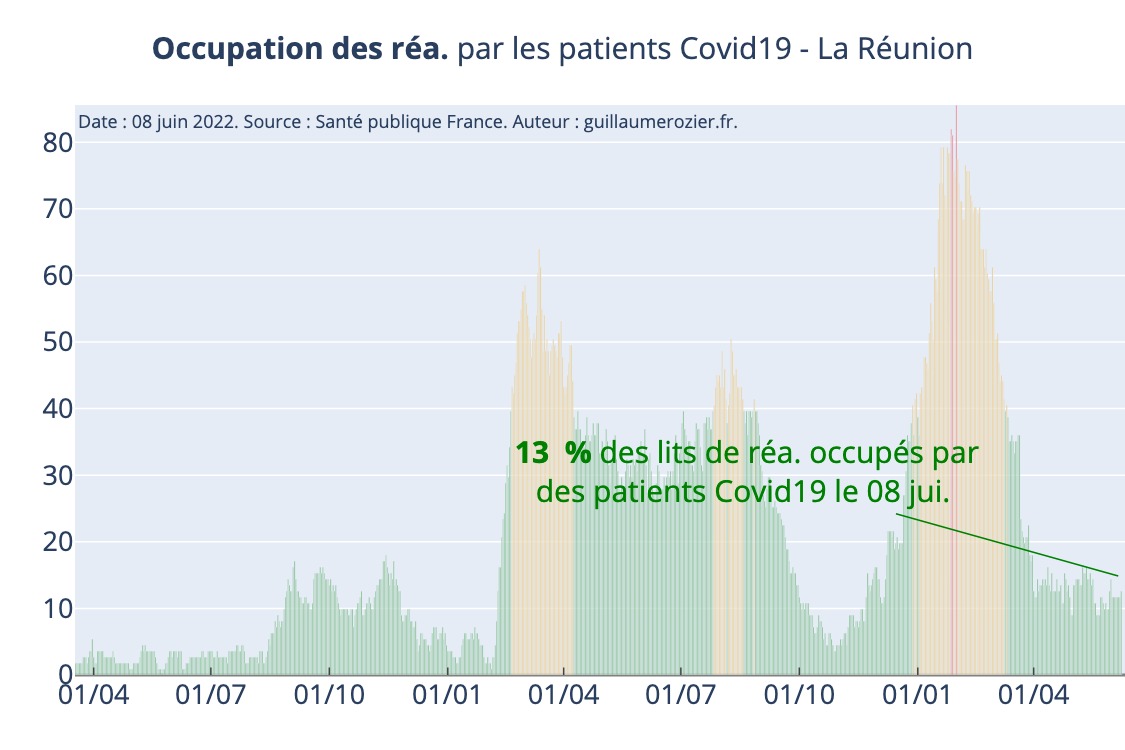 Occupation des réa. par les patients Covid19 - La Réunion
Date : 08 juin 2022. Source : Santé publique France. Auteur : guillaumerozier.fr.
80
70
60
50
40
13 % des lits de réa. occupés par
des patients Covid19 le 08 jui.
30
20
10
0
01/04 01/07 01/10 01/01 01/04 01/07 01/10 01/01 01/04